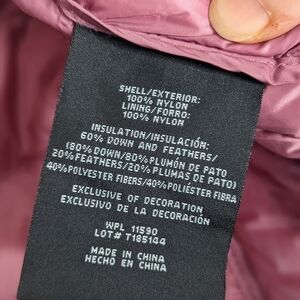 SHELL/EXTERIOR:
100% NYLON
LINING/FORRO:
100% NYLON
INSULATION/INSULACIÓN:
60% DOWN AND FEATHERS/
(80% DOWN/80% PLUMÓN DE PATO
20% FEATHERS/20% PLUMAS DE PATO)
40% POLYESTER FIBERS/40% POLIÉSTER FIBRA
EXCLUSIVE OF DECORATION
EXCLUSIVO DE LA DECORACIÓN
WPL 11590
LOT# T185144
MADE IN CHINA
HECHO EN CHINA